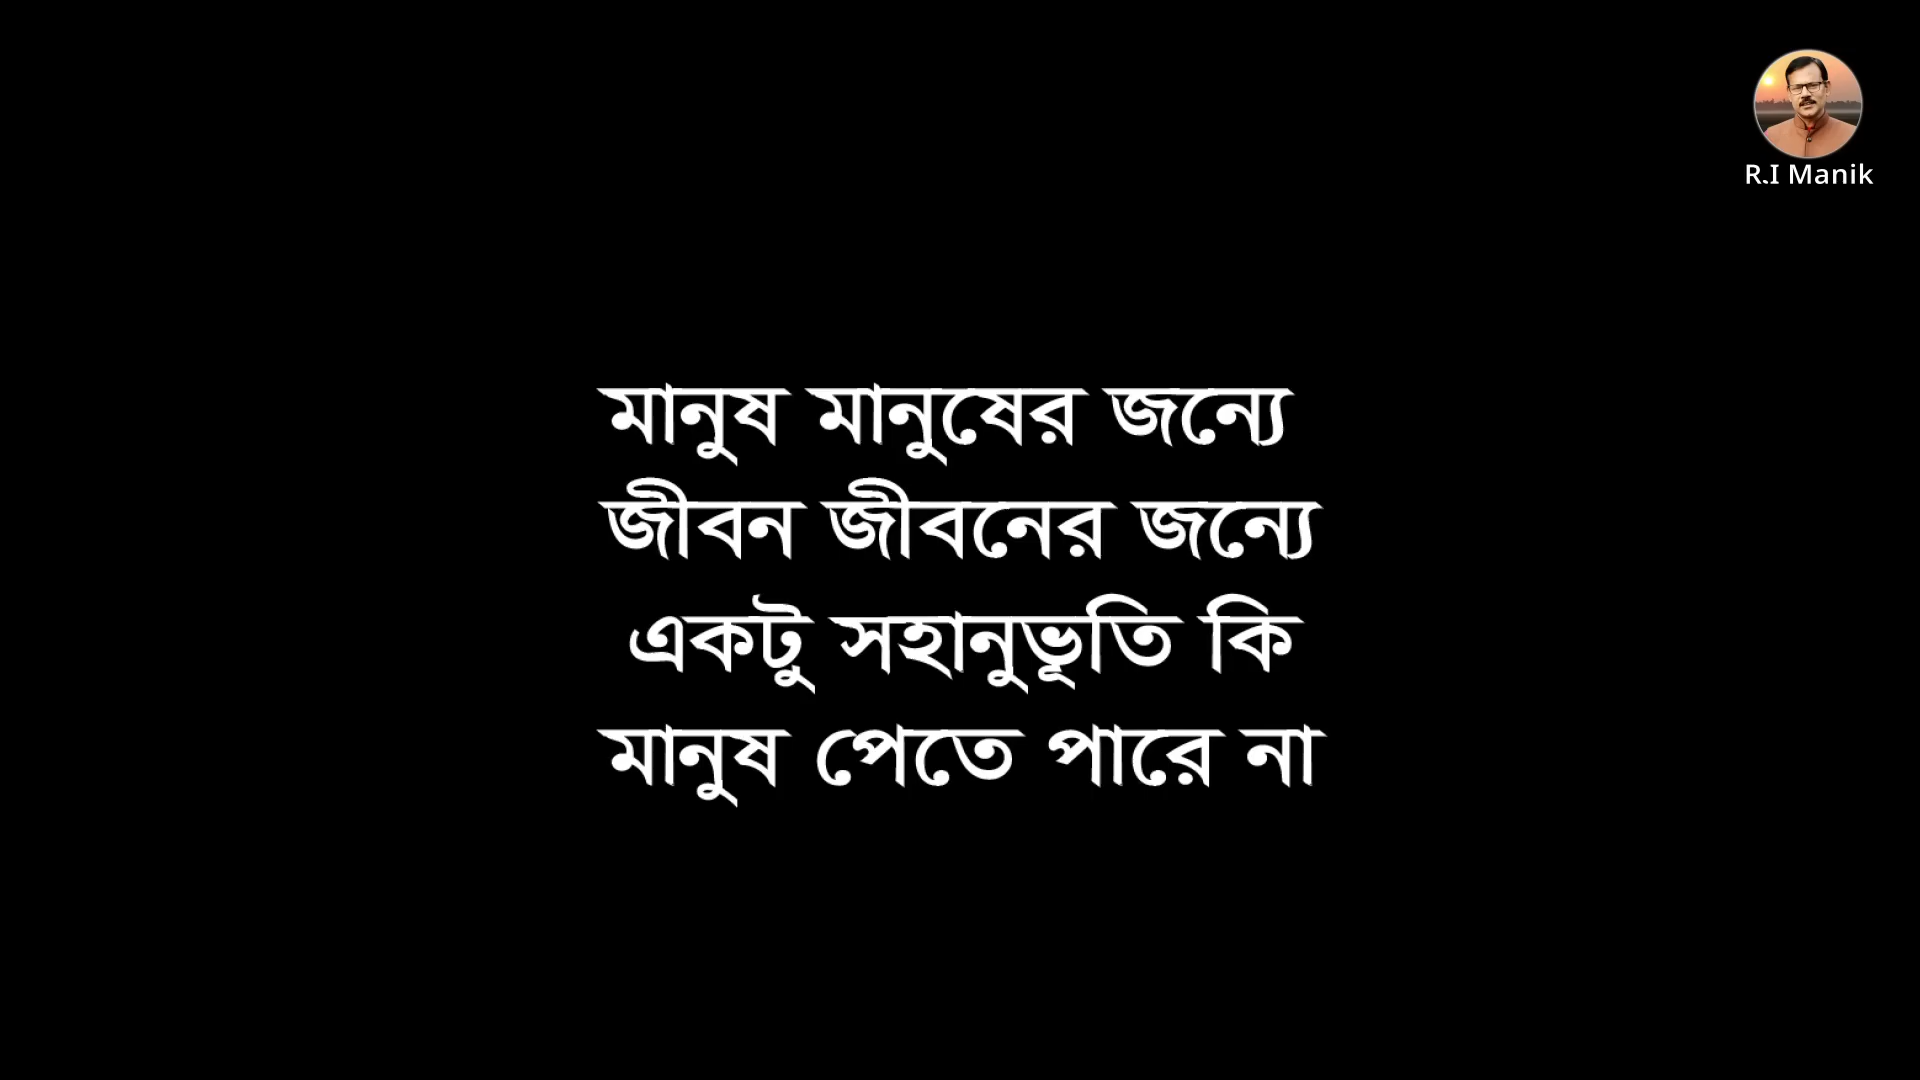 R.I Manik
মানুষ মানুষের জন্যে
জীবন জীবনের জন্যে
একটু সহানুভূতি কি
মানুষ পেতে পারে না